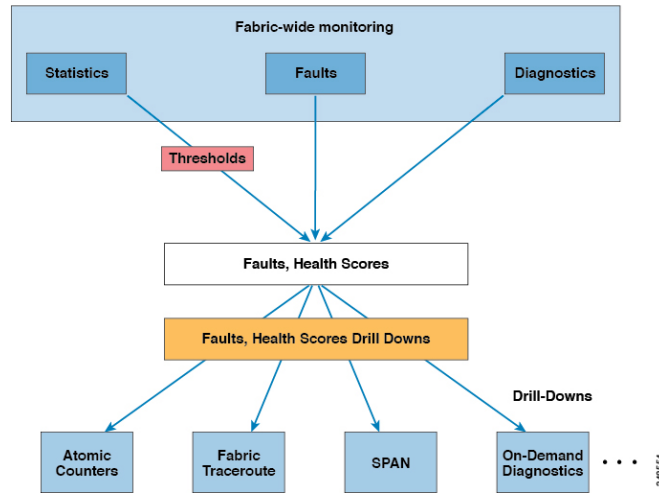 Fabric-wide monitoring
Statistics
Faults
Diagnostics
Thresholds
Faults, Health Scores
Faults, Health Scores Drill Downs
Drill-Downs
Atomic
Counters
Fabric
Traceroute
SPAN
On-Demand
Diagnostics
• • •